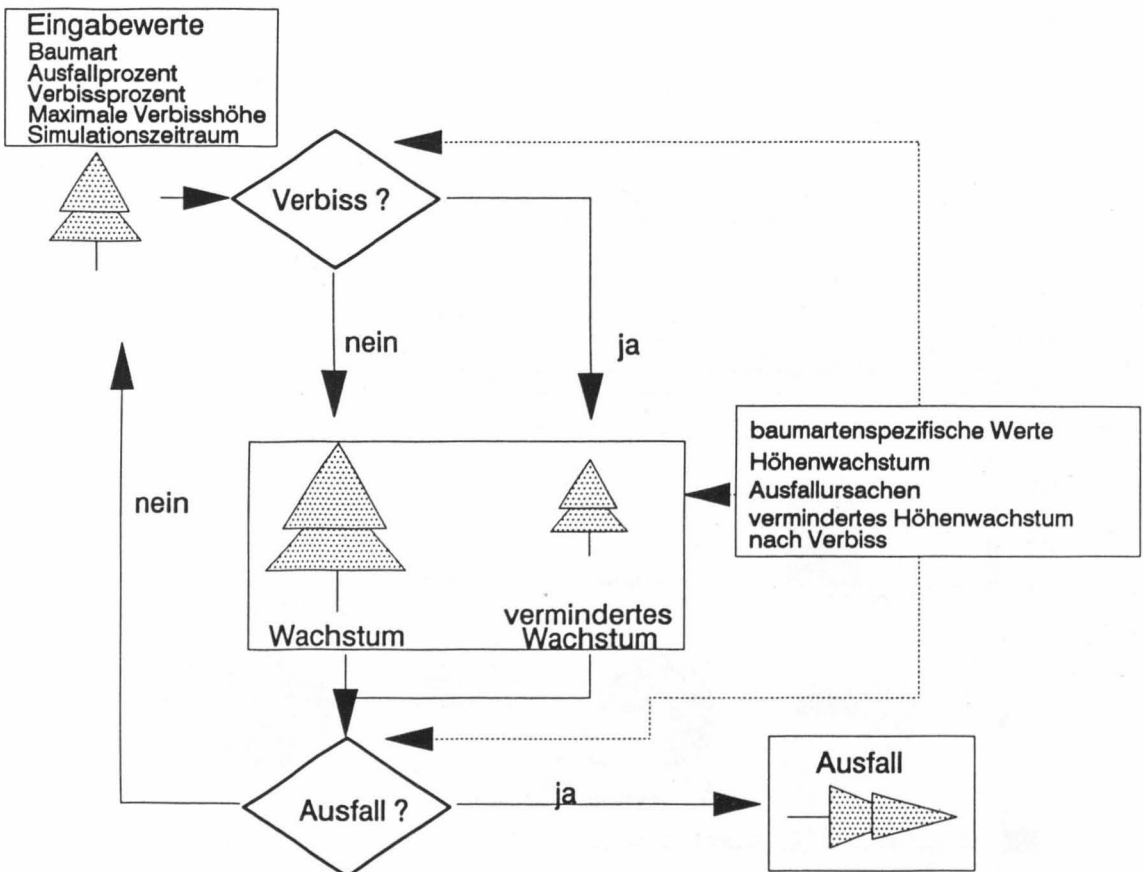 Eingabewerte
Baumart
Ausfallprozent
Verbissprozent
Maximale Verbisshöhe
Simulationszeitraum
Verbiss ?
nein
ja
baumartenspezifische Werte
Höhenwachstum
Ausfallursachen
vermindertes Höhenwachstum
nach Verbiss
nein
Wachstum
vermindertes
Wachstum
Ausfall ?
ja
Ausfall